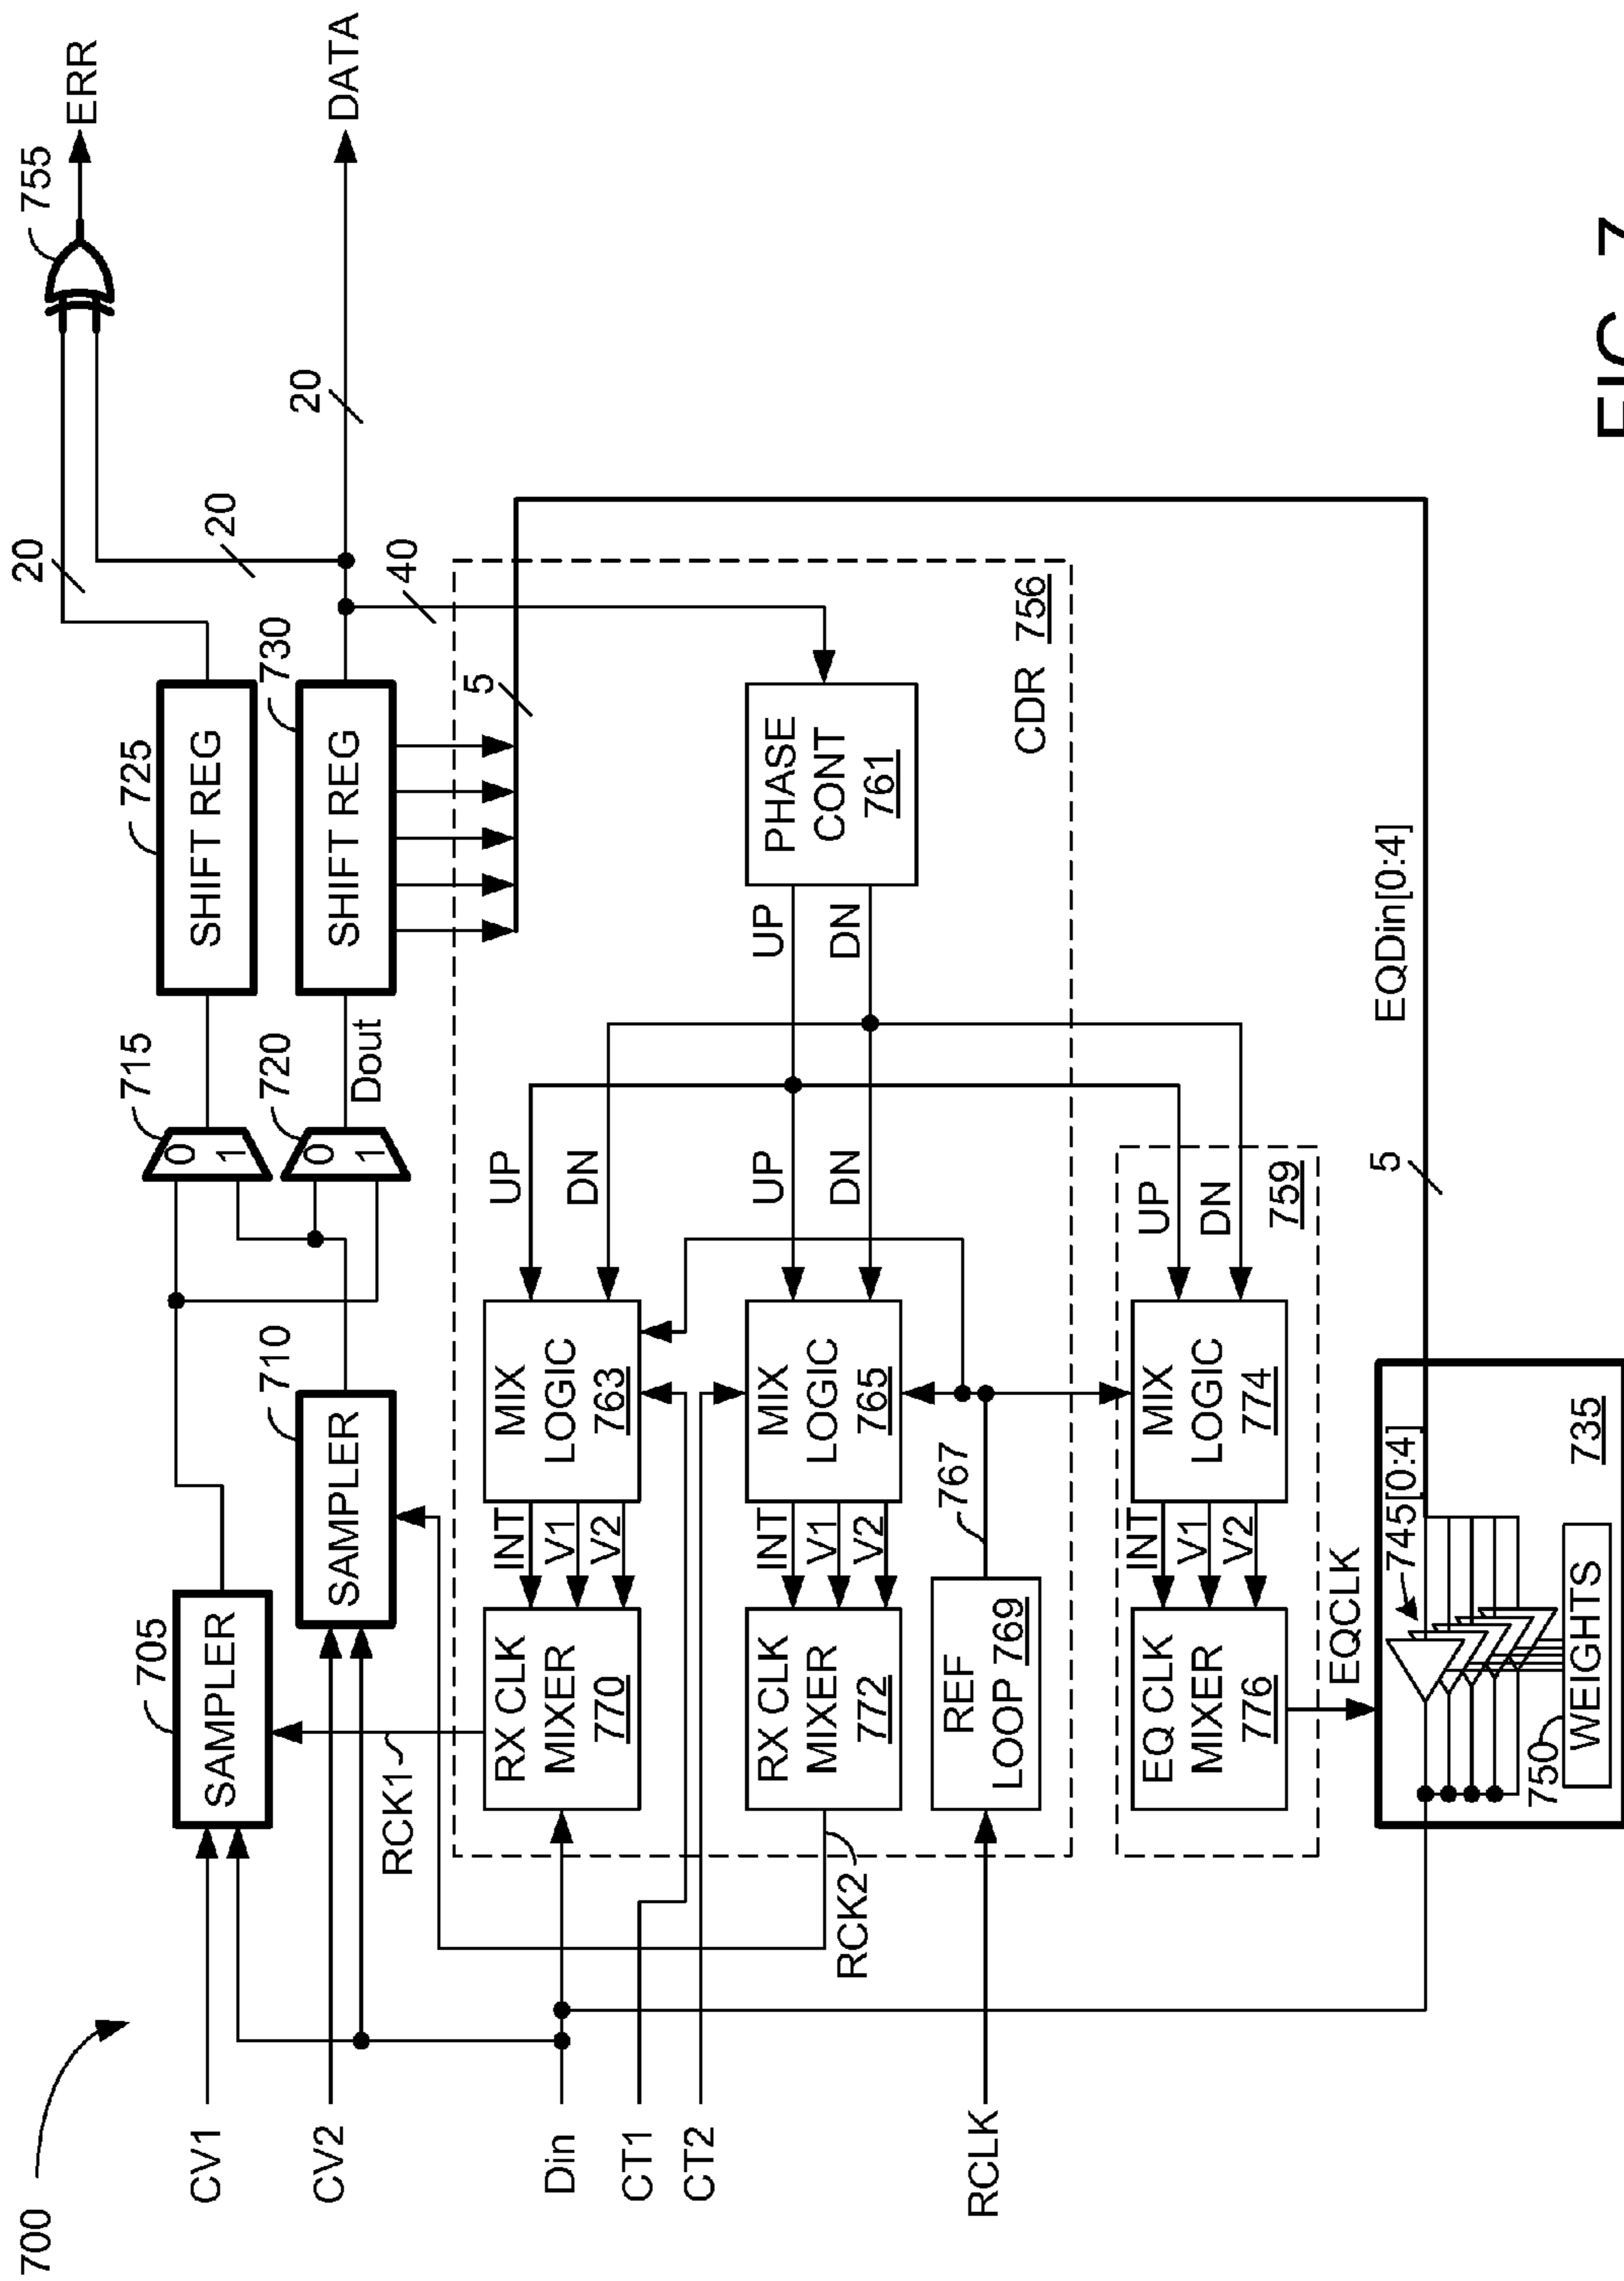 700
CV1
CV2
Din
CT1
CT2
RCLK
705
SAMPLER
710
SAMPLER
715
0
1
720
0
1
Dout
725
SHIFT REG
730
SHIFT REG
20
20
20
40
755
ERR
DATA
5
RCK1
RCK2
RX CLK
MIXER
770
INT
V1
V2
MIX
LOGIC
763
UP
DN
RX CLK
MIXER
772
INT
V1
V2
MIX
LOGIC
765
UP
DN
UP
DN
PHASE
CONT
761
CDR 756
REF
LOOP 769
767
EQ CLK
MIXER
776
INT
V1
V2
MIX
LOGIC
774
UP
DN
759
EQCLK
745[0:4]
750
WEIGHTS
735
5
EQDin[0:4]
FIG. 7